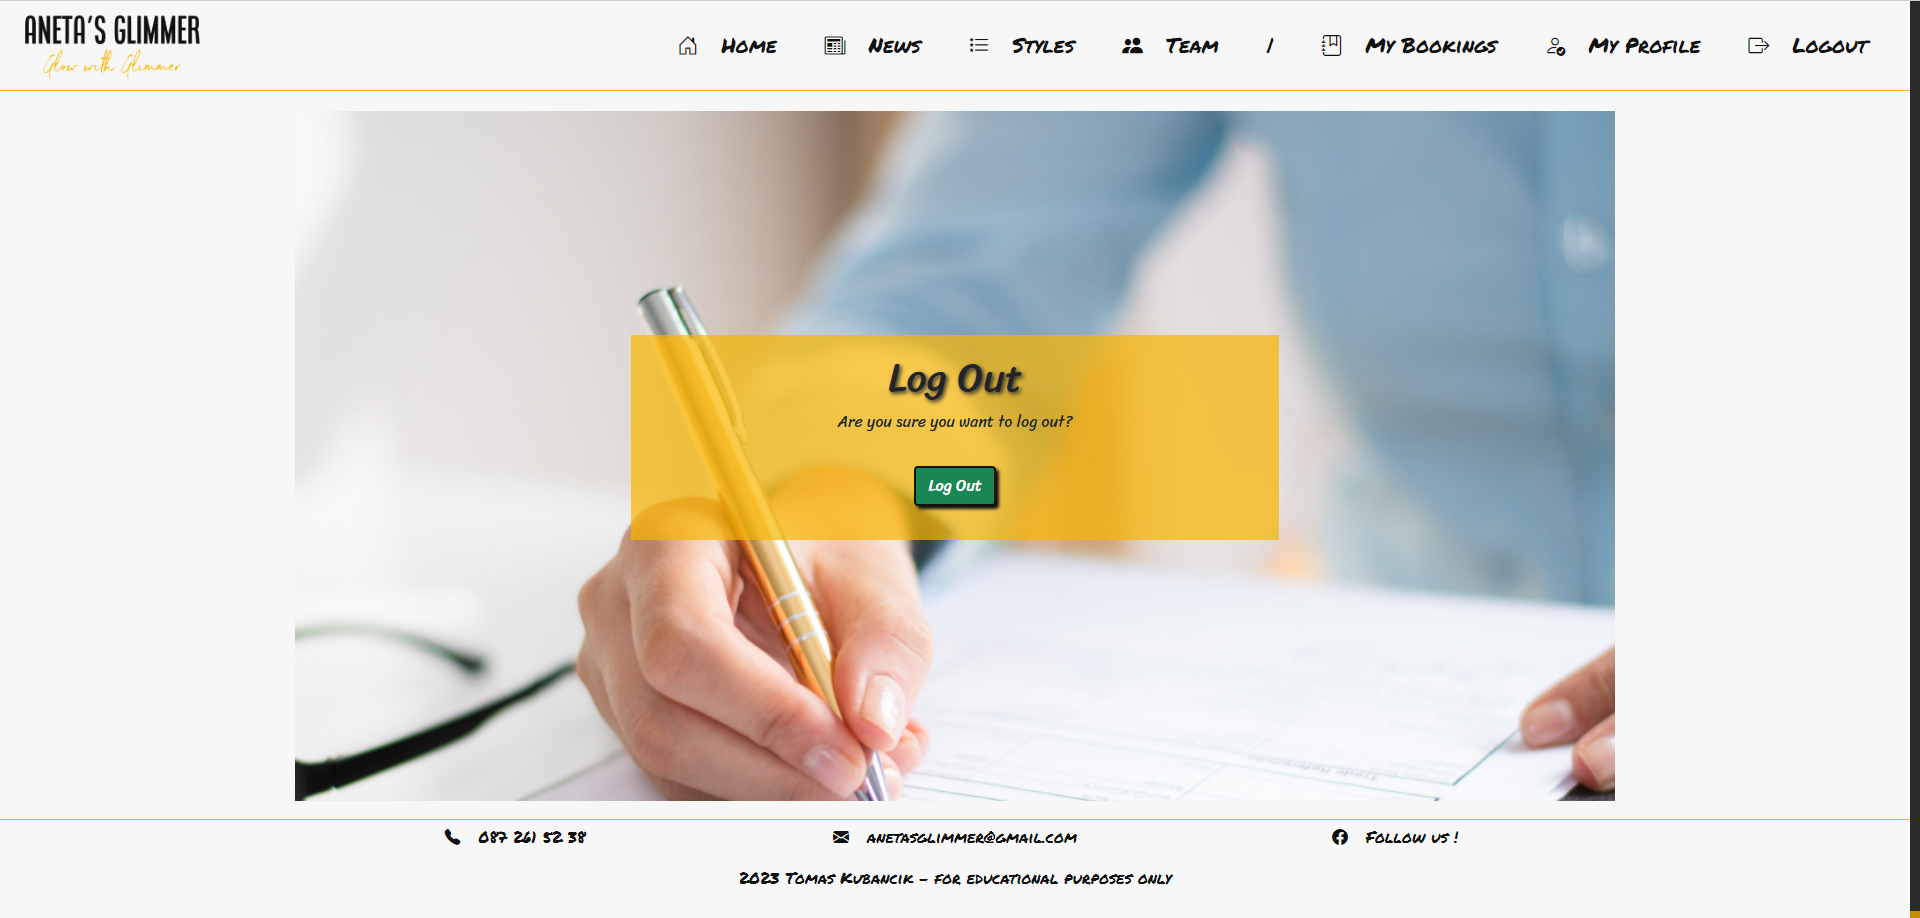 ANETA'S GLIMMER
Glow with Glimmer
Home News Styles Team | My Bookings My Profile Logout
Log Out
Are you sure you want to log out?
Log Out
087 261 52 38 anetasglimmer@gmail.com Follow us !
2023 Tomas Kubancik - for educational purposes only